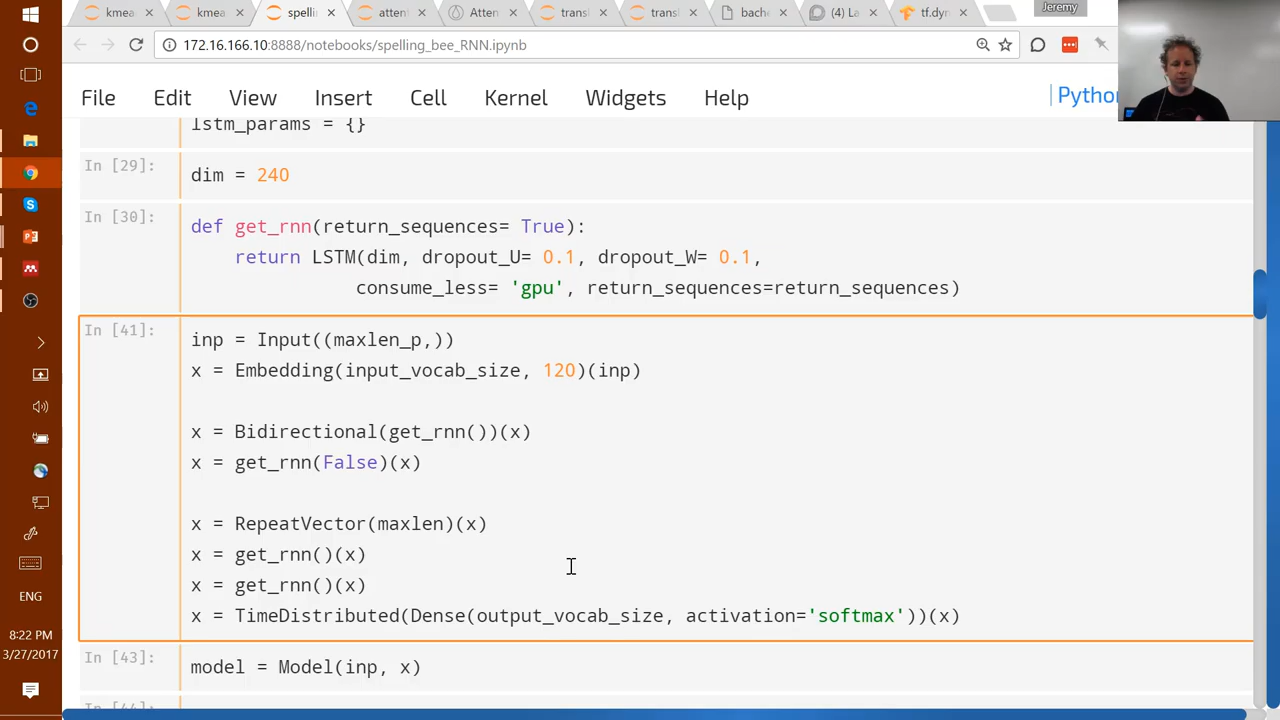 kmea
kmea
spelli
atten
Atten
transl
transl
bache
(4) La
tf.dyn
Jeremy
172.16.166.10:8888/notebooks/spelling_bee_RNN.ipynb
File Edit View Insert Cell Kernel Widgets Help Python
lstm_params = {}
In [29]:
dim = 240
In [30]:
def get_rnn(return_sequences= True):
return LSTM(dim, dropout_U= 0.1, dropout_W= 0.1,
consume_less= 'gpu', return_sequences=return_sequences)
In [41]:
inp = Input((maxlen_p,))
x = Embedding(input_vocab_size, 120)(inp)
x = Bidirectional(get_rnn())(x)
x = get_rnn(False)(x)
x = RepeatVector(maxlen)(x)
x = get_rnn()(x)
x = get_rnn()(x)
x = TimeDistributed(Dense(output_vocab_size, activation='softmax'))(x)
In [43]:
model = Model(inp, x)
In [44]:
ENG
8:22 PM
3/27/2017